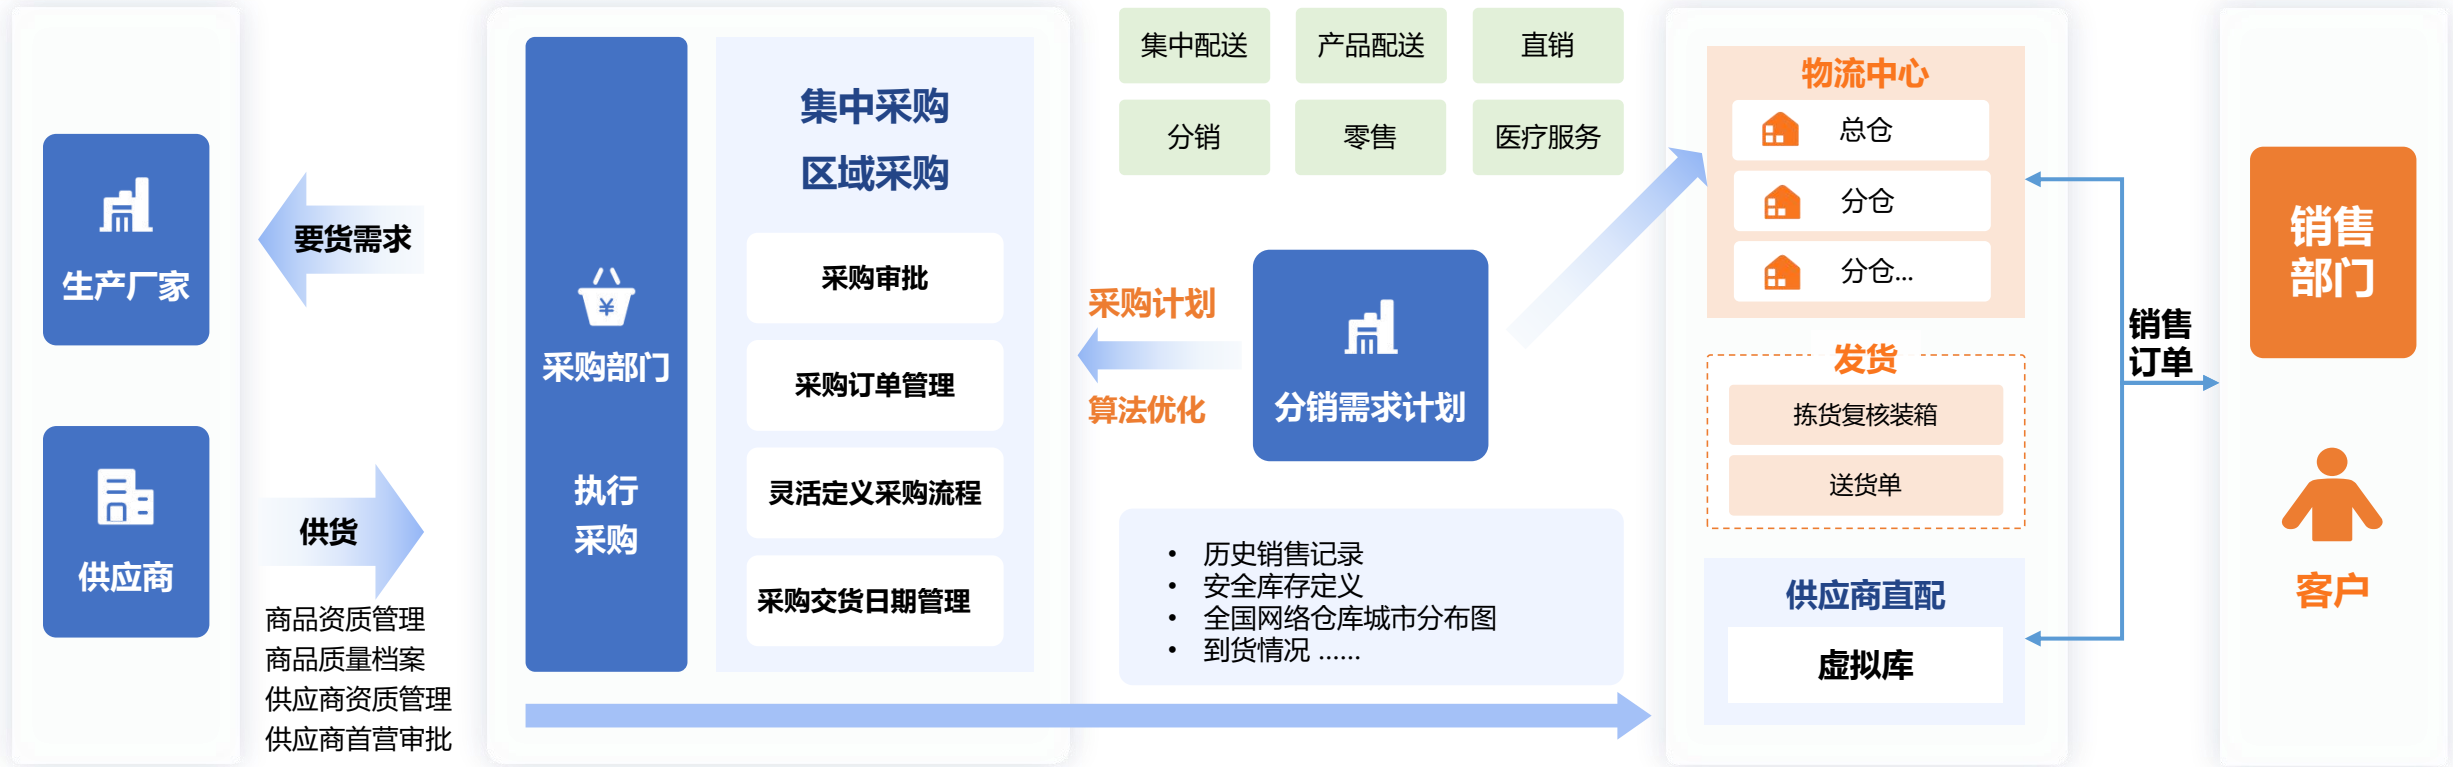 生产厂家
供应商
要货需求
供货
商品资质管理
商品质量档案
供应商资质管理
供应商首营审批
采购部门
执行
采购
集中采购
区域采购
采购审批
采购订单管理
灵活定义采购流程
采购交货日期管理
集中配送
产品配送
直销
分销
零售
医疗服务
采购计划
算法优化
分销需求计划
• 历史销售记录
• 安全库存定义
• 全国网络仓库城市分布图
• 到货情况 ......
物流中心
总仓
分仓
分仓...
发货
拣货复核装箱
送货单
供应商直配
虚拟库
销售
订单
销售
部门
客户